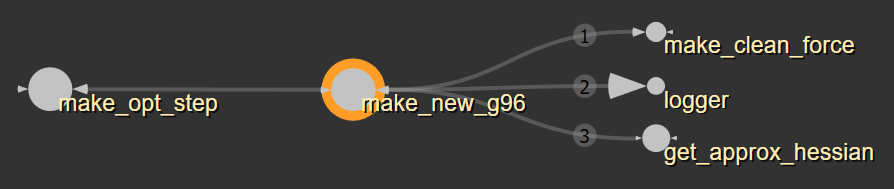 make_opt_step
make_new_g96
1
make_clean_force
2
logger
3
get_approx_hessian